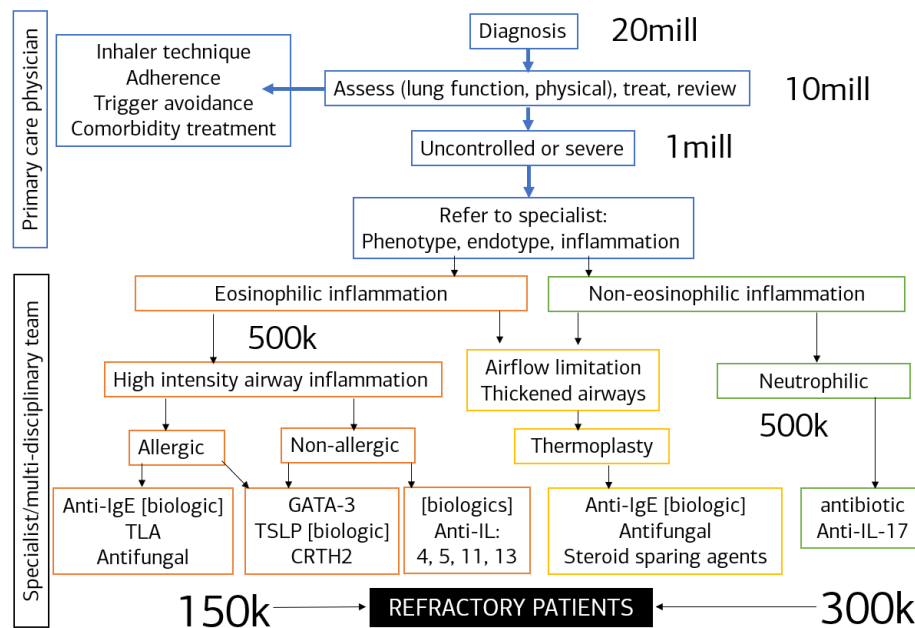 Primary care physician
Diagnosis
20mill
Inhaler technique
Adherence
Trigger avoidance
Comorbidity treatment
Assess (lung function, physical), treat, review
10mill
Uncontrolled or severe
1mill
Refer to specialist:
Phenotype, endotype, inflammation
Specialist/multi-disciplinary team
Eosinophilic inflammation
Non-eosinophilic inflammation
500k
High intensity airway inflammation
Airflow limitation
Thickened airways
Neutrophilic
500k
Allergic
Non-allergic
Thermoplasty
Anti-IgE [biologic]
TLA
Antifungal
GATA-3
TSLP [biologic]
CRTH2
[biologics]
Anti-IL:
4, 5, 11, 13
Anti-IgE [biologic]
Antifungal
Steroid sparing agents
antibiotic
Anti-IL-17
150k
REFRACTORY PATIENTS
300k